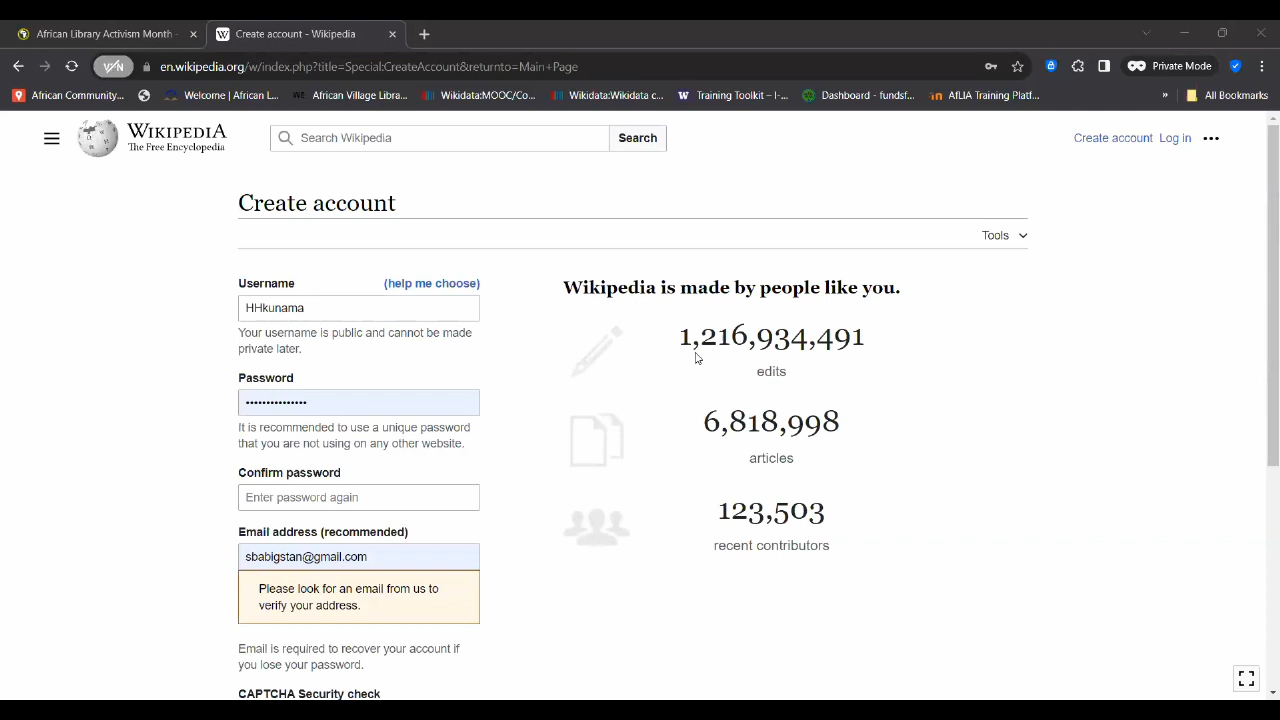 African Library Activism Month -
Create account - Wikipedia
VPN
en.wikipedia.org/w/index.php?title=Special:CreateAccount&returnto=Main+Page
Private Mode
African Community...
Welcome | African L...
African Village Libra...
Wikidata:MOOC/Co...
Wikidata:Wikidata c...
Training Toolkit – I-...
Dashboard - fundsf...
AfLIA Training Platf...
All Bookmarks
WIKIPEDIA
The Free Encyclopedia
Search Wikipedia
Search
Create account
Log in
Create account
Tools
Username
(help me choose)
HHkunama
Your username is public and cannot be made
private later.
Password
•••••••••••••••
It is recommended to use a unique password
that you are not using on any other website.
Confirm password
Enter password again
Email address (recommended)
sbabigstan@gmail.com
Please look for an email from us to
verify your address.
Email is required to recover your account if
you lose your password.
CAPTCHA Security check
Wikipedia is made by people like you.
1,216,934,491
edits
6,818,998
articles
123,503
recent contributors